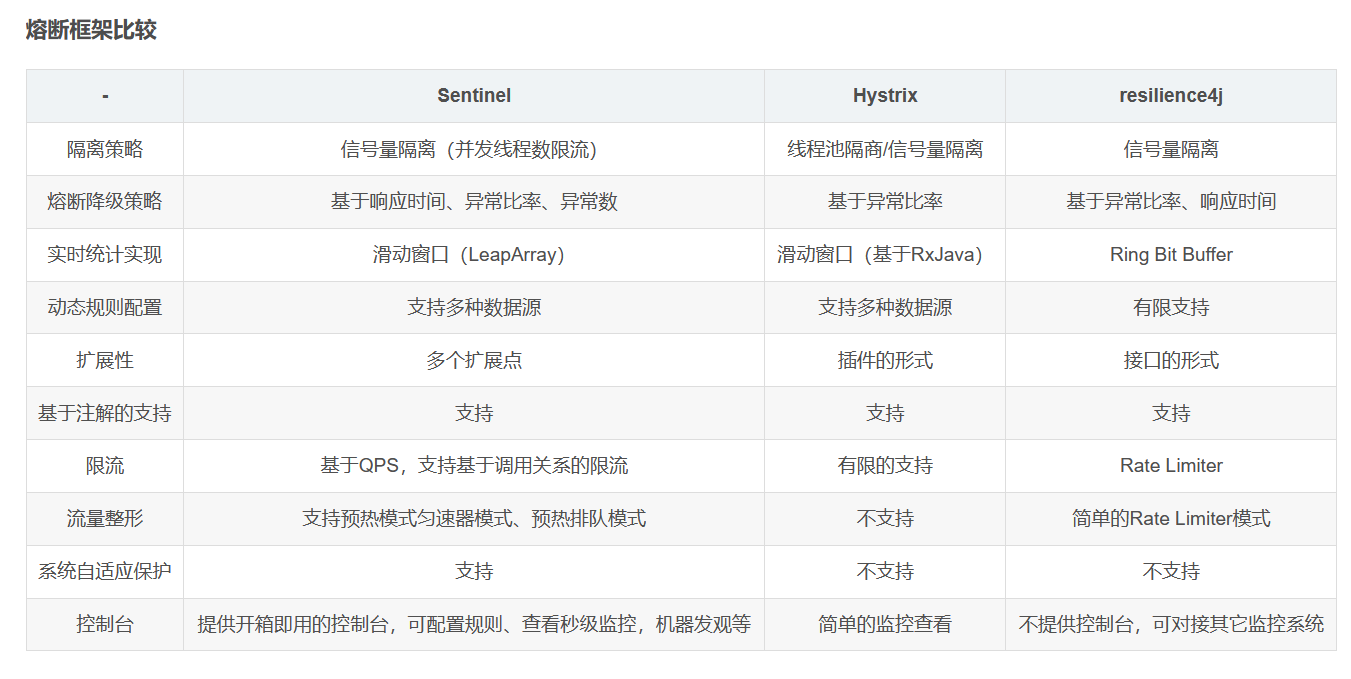 熔断框架比较
- Sentinel Hystrix resilience4j
隔离策略 信号量隔离（并发线程数限流） 线程池隔商/信号量隔离 信号量隔离
熔断降级策略 基于响应时间、异常比率、异常数 基于异常比率 基于异常比率、响应时间
实时统计实现 滑动窗口（LeapArray） 滑动窗口（基于RxJava） Ring Bit Buffer
动态规则配置 支持多种数据源 支持多种数据源 有限支持
扩展性 多个扩展点 插件的形式 接口的形式
基于注解的支持 支持 支持 支持
限流 基于QPS，支持基于调用关系的限流 有限的支持 Rate Limiter
流量整形 支持预热模式匀速器模式、预热排队模式 不支持 简单的Rate Limiter模式
系统自适应保护 支持 不支持 不支持
控制台 提供开箱即用的控制台，可配置规则、查看秒级监控，机器发观等 简单的监控查看 不提供控制台，可对接其它监控系统